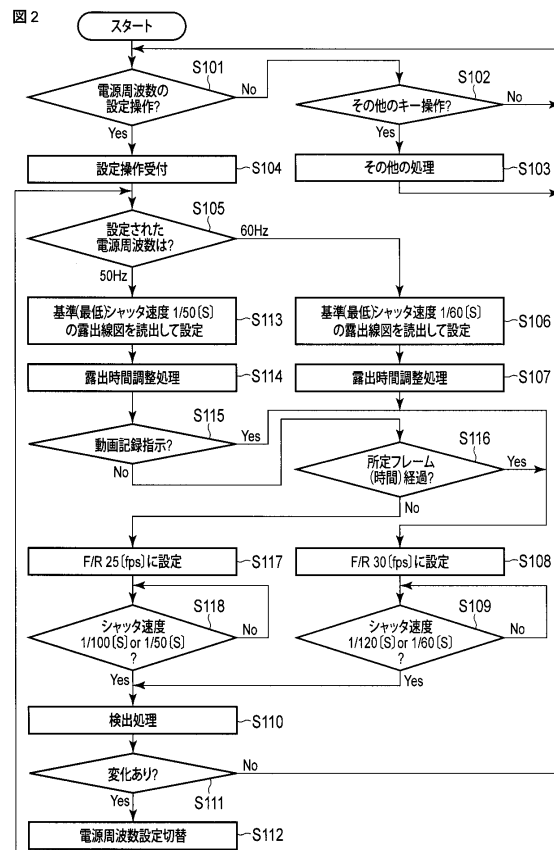 図2
スタート
電源周波数の
設定操作?
S101
No
Yes
その他のキー操作?
S102
No
Yes
設定操作受付
S104
その他の処理
S103
設定された
電源周波数は?
S105
60Hz
50Hz
基準(最低)シャッタ速度 1/50〔S〕
の露出線図を読出して設定
S113
基準(最低)シャッタ速度 1/60〔S〕
の露出線図を読出して設定
S106
露出時間調整処理
S114
露出時間調整処理
S107
動画記録指示?
S115
Yes
No
所定フレーム
(時間)経過?
S116
Yes
No
F/R 25〔fps〕に設定
S117
F/R 30〔fps〕に設定
S108
シャッタ速度
1/100〔S〕or 1/50〔S〕
?
S118
No
Yes
シャッタ速度
1/120〔S〕or 1/60〔S〕
?
S109
No
Yes
検出処理
S110
変化あり?
S111
No
Yes
電源周波数設定切替
S112